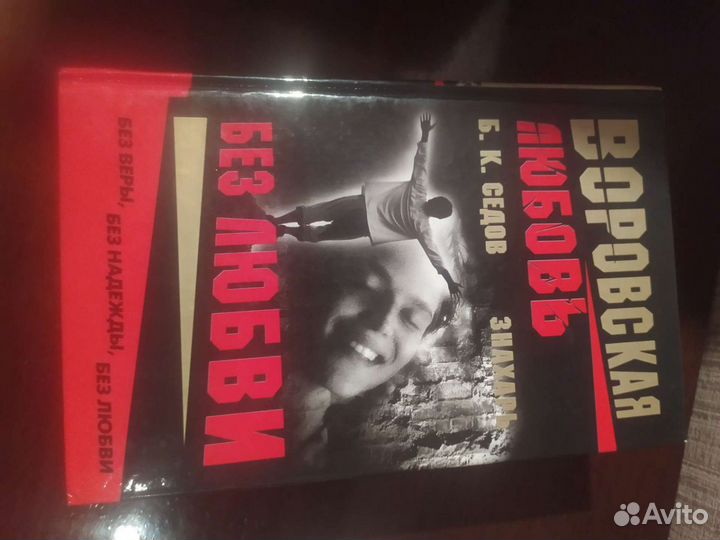 ВОРОВСКАЯ
ЛЮБОВЬ
Б. К. СЕДОВ ЗНАХАРЬ
БЕЗ ЛЮБВИ
БЕЗ ВЕРЫ, БЕЗ НАДЕЖДЫ, БЕЗ ЛЮБВИ
Avito